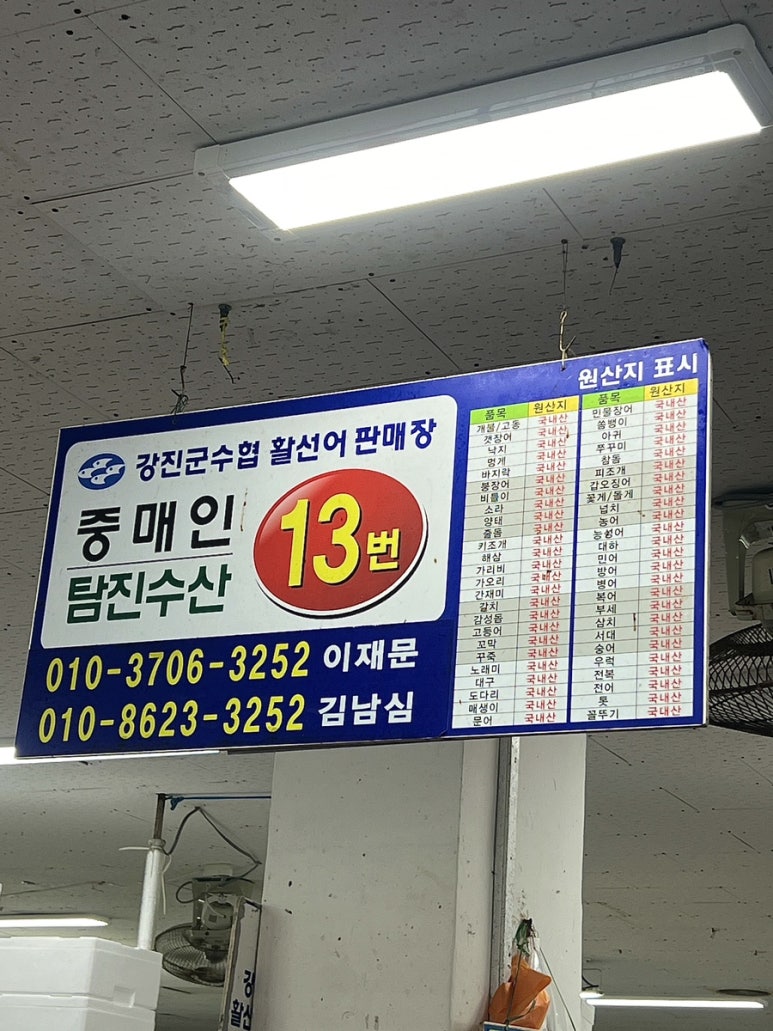 강진군수협 활선어 판매장
중매인
탐진수산
13번
010-3706-3252 이재문
010-8623-3252 김남심
원산지 표시
품목 원산지
개불/고동 국내산
갯장어 국내산
낙지 국내산
멍게 국내산
바지락 국내산
붕장어 국내산
비틀이 국내산
소라 국내산
양태 국내산
줄돔 국내산
키조개 국내산
해삼 국내산
가리비 국내산
가오리 국내산
간재미 국내산
갈치 국내산
감성돔 국내산
고등어 국내산
꼬막 국내산
꾸죽 국내산
노래미 국내산
대구 국내산
도다리 국내산
매생이 국내산
문어 국내산
품목 원산지
민물장어 국내산
쏨뱅이 국내산
아귀 국내산
쭈꾸미 국내산
참돔 국내산
피조개 국내산
갑오징어 국내산
꽃게/돌게 국내산
넙치 국내산
농어 국내산
능성어 국내산
대하 국내산
민어 국내산
방어 국내산
병어 국내산
복어 국내산
부세 국내산
삼치 국내산
서대 국내산
숭어 국내산
우럭 국내산
전복 국내산
전어 국내산
못 국내산
꼴뚜기 국내산